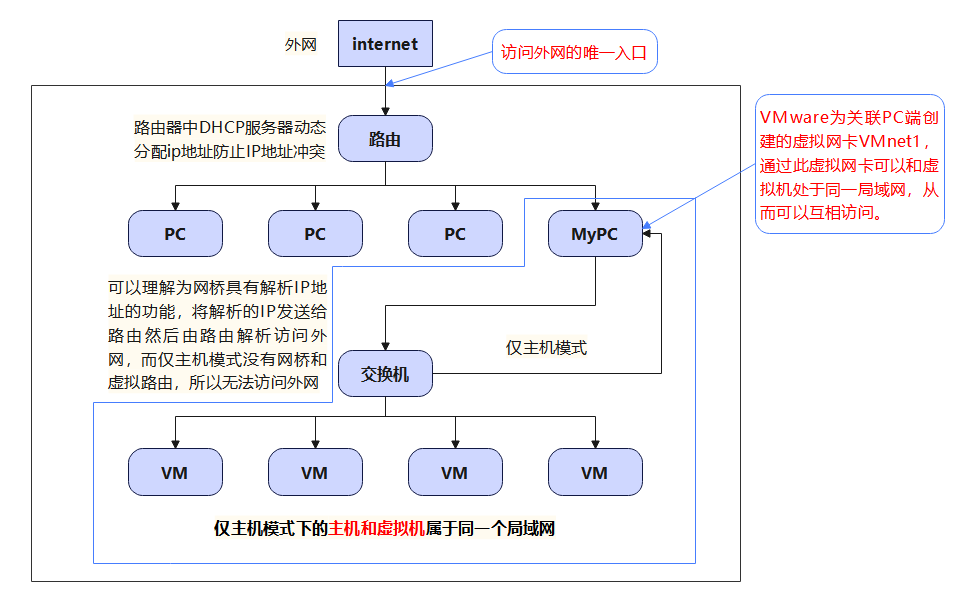 外网
internet
访问外网的唯一入口
路由器中DHCP服务器动态
分配ip地址防止IP地址冲突
路由
VMware为关联PC端创
建的虚拟网卡VMnet1，
通过此虚拟网卡可以和虚
拟机处于同一局域网，从
而可以互相访问。
PC
PC
PC
MyPC
可以理解为网桥具有解析IP地
址的功能，将解析的IP发送给
路由然后由路由解析访问外
网，而仅主机模式没有网桥和
虚拟路由，所以无法访问外网
仅主机模式
交换机
VM
VM
VM
VM
仅主机模式下的主机和虚拟机属于同一个局域网